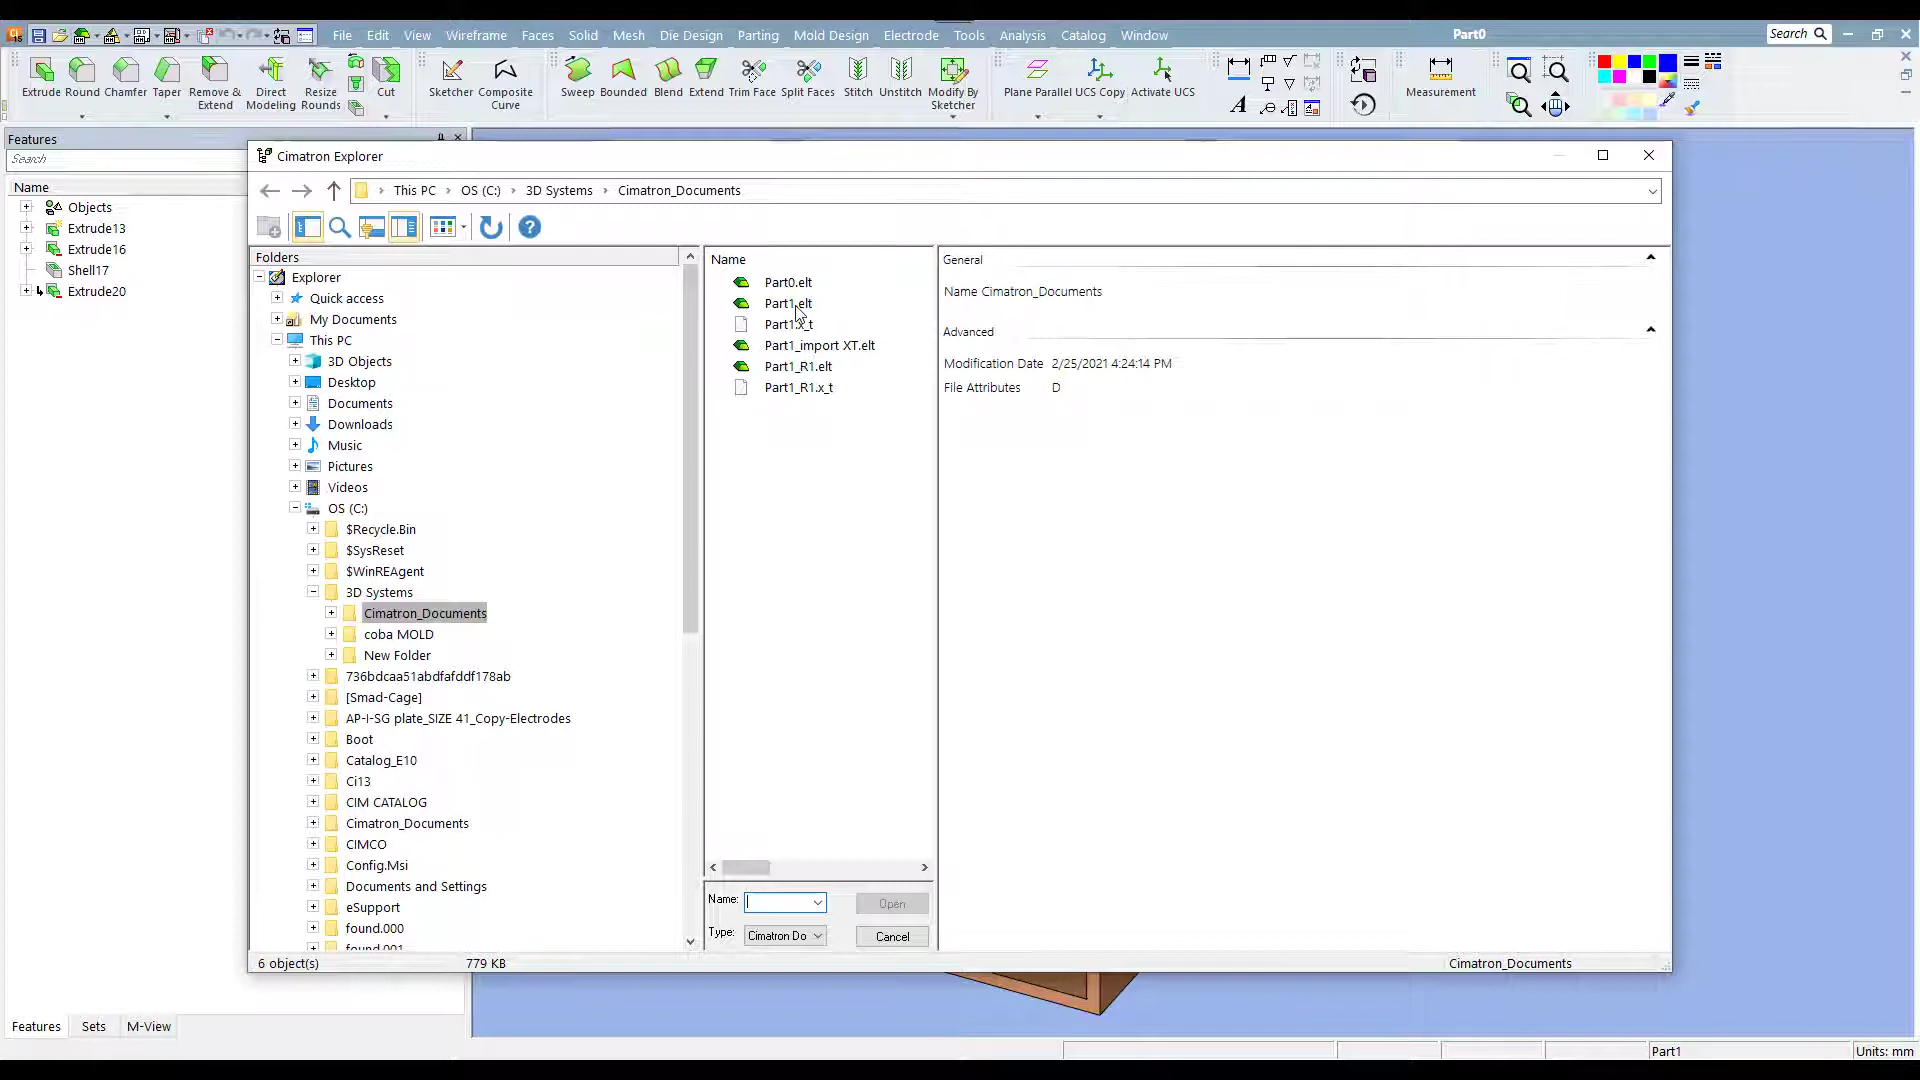 File Edit View Wireframe Faces Solid Mesh Die Design Parting Mold Design Electrode Tools Analysis Catalog Window Part0 Search
Extrude Round Chamfer Taper Remove & Extend Direct Modeling Resize Rounds Cut Sketcher Composite Curve Sweep Bounded Blend Extend Trim Face Split Faces Stitch Unstitch Modify By Sketcher Plane Parallel UCS Copy Activate UCS Measurement
Features
Search
Name
Objects
Extrude13
Extrude16
Shell17
Extrude20
Cimatron Explorer
This PC OS (C:) 3D Systems Cimatron_Documents
Folders
Explorer
Quick access
My Documents
This PC
3D Objects
Desktop
Documents
Downloads
Music
Pictures
Videos
OS (C:)
$Recycle.Bin
$SysReset
$WinREAgent
3D Systems
Cimatron_Documents
coba MOLD
New Folder
736bdcaa51abdfafddf178ab
[Smad-Cage]
AP-I-SG plate_SIZE 41_Copy-Electrodes
Boot
Catalog_E10
Ci13
CIM CATALOG
Cimatron_Documents
CIMCO
Config.Msi
Documents and Settings
eSupport
found.000
found.001
Name
Part0.elt
Part1.elt
Part1.x_t
Part1_import XT.elt
Part1_R1.elt
Part1_R1.x_t
Name:
Open
Type: Cimatron Do
Cancel
General
Name Cimatron_Documents
Advanced
Modification Date 2/25/2021 4:24:14 PM
File Attributes D
6 object(s) 779 KB Cimatron_Documents
Features Sets M-View
Part1 Units: mm